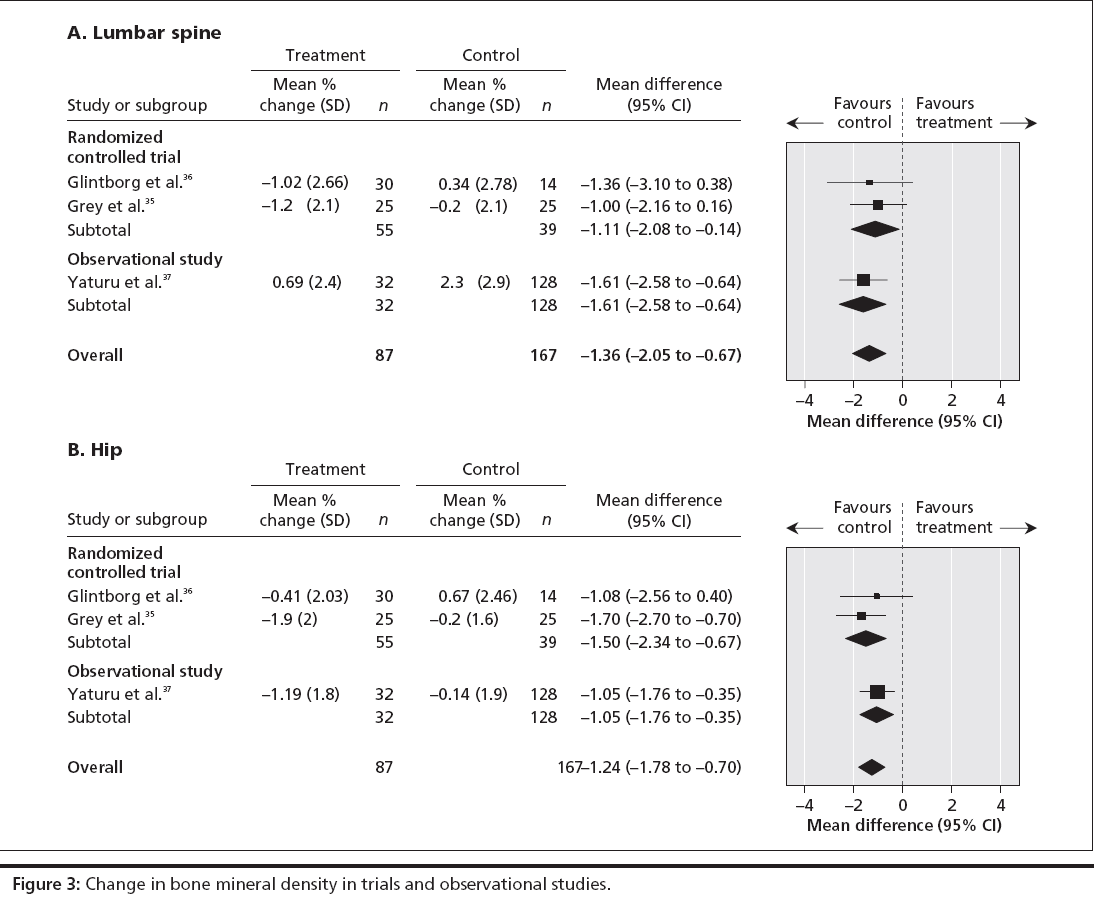 A. Lumbar spine
Treatment Control
Mean % change (SD) n Mean % change (SD) n Mean difference (95% CI)
Study or subgroup
Favours control Favours treatment
Randomized
controlled trial
Glintborg et al.³⁶ –1.02 (2.66) 30 0.34 (2.78) 14 –1.36 (–3.10 to 0.38)
Grey et al.³⁵ –1.2 (2.1) 25 –0.2 (2.1) 25 –1.00 (–2.16 to 0.16)
Subtotal 55 39 –1.11 (–2.08 to –0.14)
Observational study
Yaturu et al.³⁷ 0.69 (2.4) 32 2.3 (2.9) 128 –1.61 (–2.58 to –0.64)
Subtotal 32 128 –1.61 (–2.58 to –0.64)
Overall 87 167 –1.36 (–2.05 to –0.67)
–4 –2 0 2 4
Mean difference (95% CI)
B. Hip
Treatment Control
Mean % change (SD) n Mean % change (SD) n Mean difference (95% CI)
Study or subgroup
Favours control Favours treatment
Randomized
controlled trial
Glintborg et al.³⁶ –0.41 (2.03) 30 0.67 (2.46) 14 –1.08 (–2.56 to 0.40)
Grey et al.³⁵ –1.9 (2) 25 –0.2 (1.6) 25 –1.70 (–2.70 to –0.70)
Subtotal 55 39 –1.50 (–2.34 to –0.67)
Observational study
Yaturu et al.³⁷ –1.19 (1.8) 32 –0.14 (1.9) 128 –1.05 (–1.76 to –0.35)
Subtotal 32 128 –1.05 (–1.76 to –0.35)
Overall 87 167–1.24 (–1.78 to –0.70)
–4 –2 0 2 4
Mean difference (95% CI)
Figure 3: Change in bone mineral density in trials and observational studies.